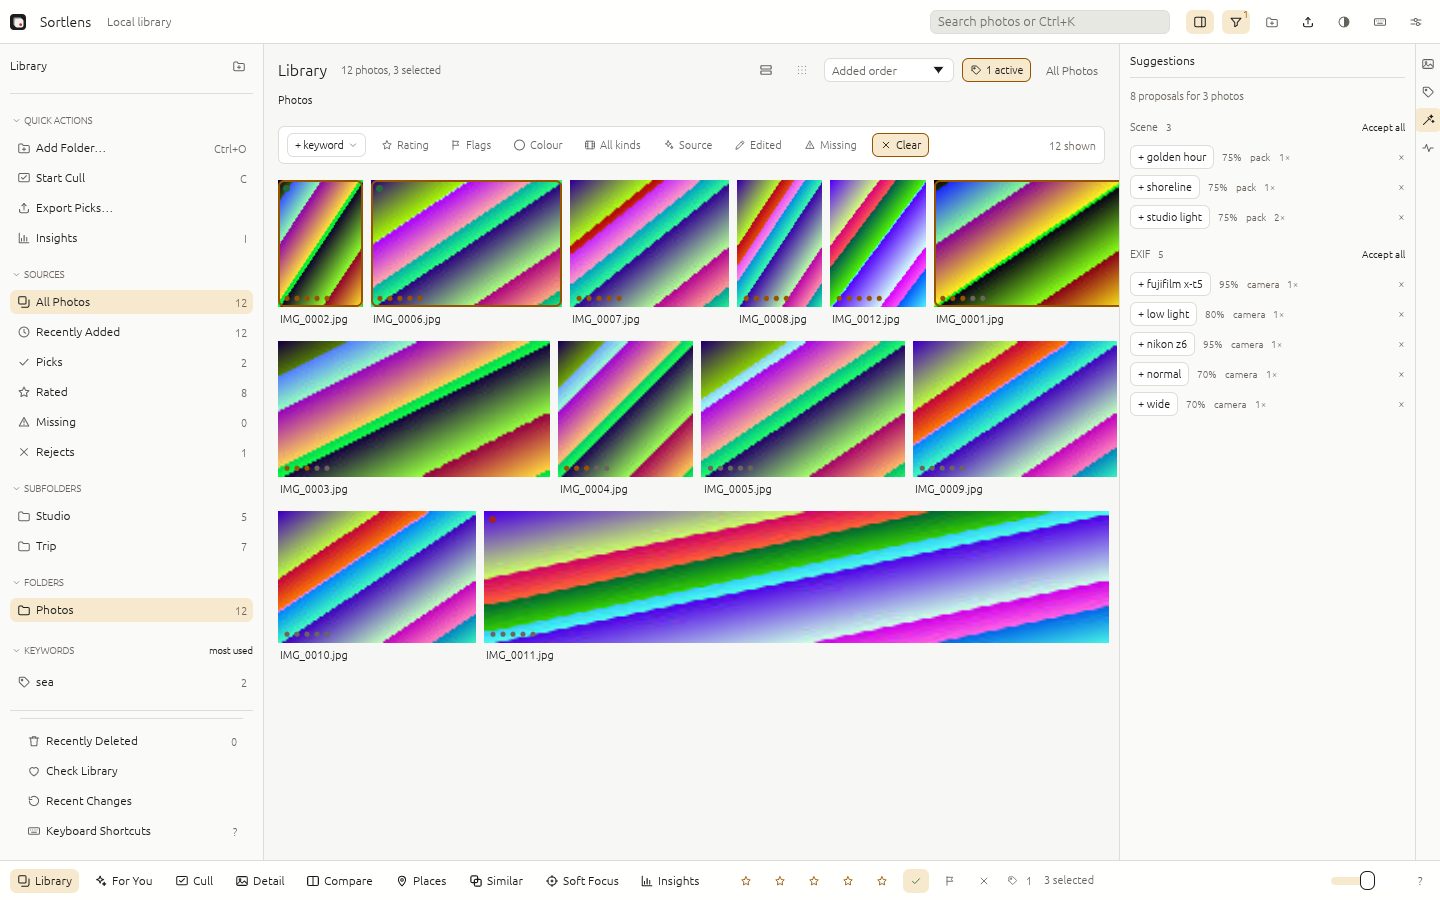 Sortlens Local library
Search photos or Ctrl+K
1
Library
QUICK ACTIONS
Add Folder... Ctrl+O
Start Cull C
Export Picks...
Insights I
SOURCES
All Photos 12
Recently Added 12
Picks 2
Rated 8
Missing 0
Rejects 1
SUBFOLDERS
Studio 5
Trip 7
FOLDERS
Photos 12
KEYWORDS most used
sea 2
Recently Deleted 0
Check Library
Recent Changes
Keyboard Shortcuts ?
Library 12 photos, 3 selected
Added order
1 active
All Photos
Photos
+ keyword Rating Flags Colour All kinds Source Edited Missing Clear 12 shown
IMG_0002.jpg IMG_0006.jpg IMG_0007.jpg IMG_0008.jpg IMG_0012.jpg IMG_0001.jpg
IMG_0003.jpg IMG_0004.jpg IMG_0005.jpg IMG_0009.jpg
IMG_0010.jpg IMG_0011.jpg
Suggestions
8 proposals for 3 photos
Scene 3 Accept all
+ golden hour 75% pack 1× ×
+ shoreline 75% pack 1× ×
+ studio light 75% pack 2× ×
EXIF 5 Accept all
+ fujifilm x-t5 95% camera 1× ×
+ low light 80% camera 1× ×
+ nikon z6 95% camera 1× ×
+ normal 70% camera 1× ×
+ wide 70% camera 1× ×
Library For You Cull Detail Compare Places Similar Soft Focus Insights 1 3 selected ?